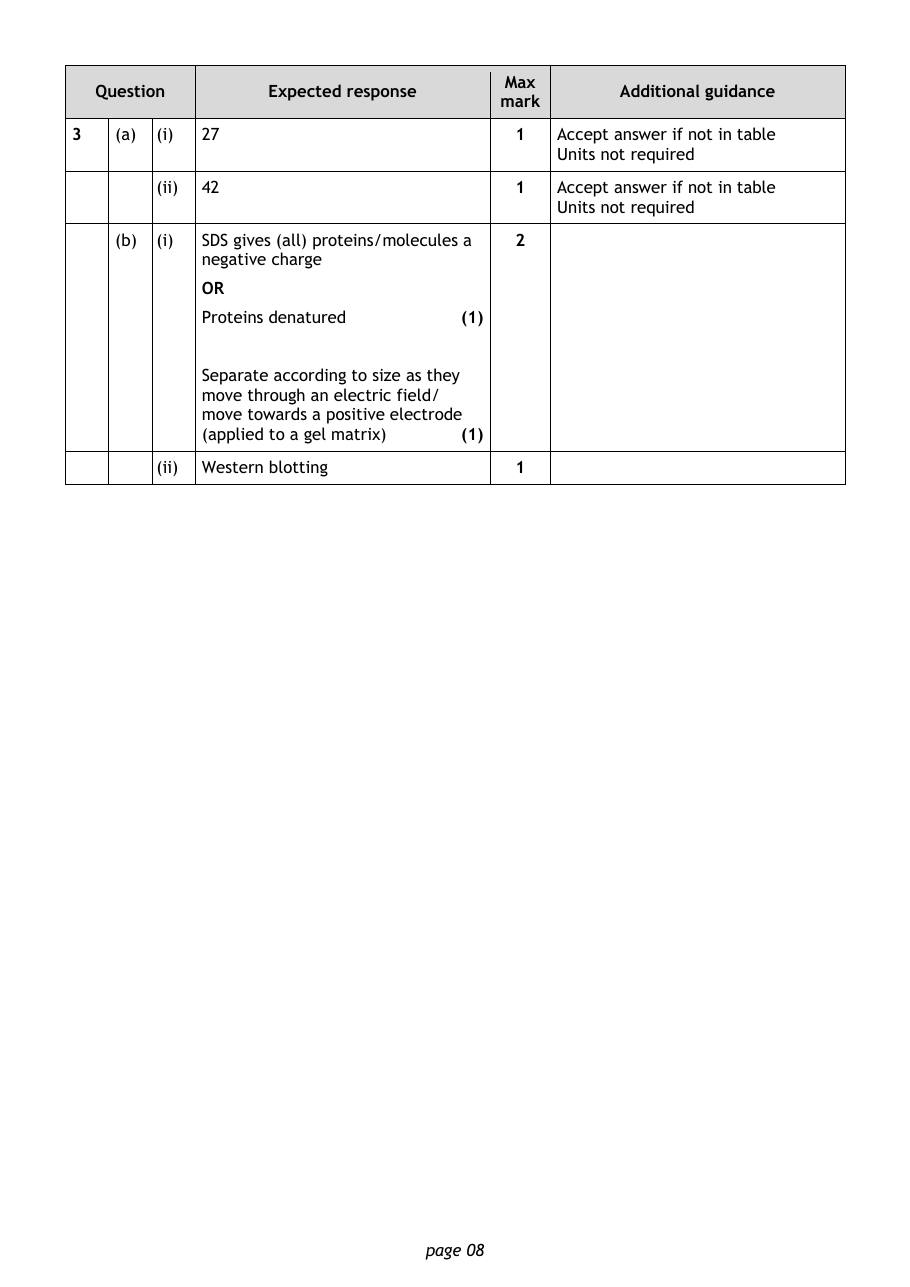 Question Expected response Max mark Additional guidance
3 (a) (i) 27 1 Accept answer if not in table
Units not required
(ii) 42 1 Accept answer if not in table
Units not required
(b) (i) SDS gives (all) proteins/molecules a 2
negative charge
OR
Proteins denatured (1)
Separate according to size as they
move through an electric field/
move towards a positive electrode
(applied to a gel matrix) (1)
(ii) Western blotting 1
page 08